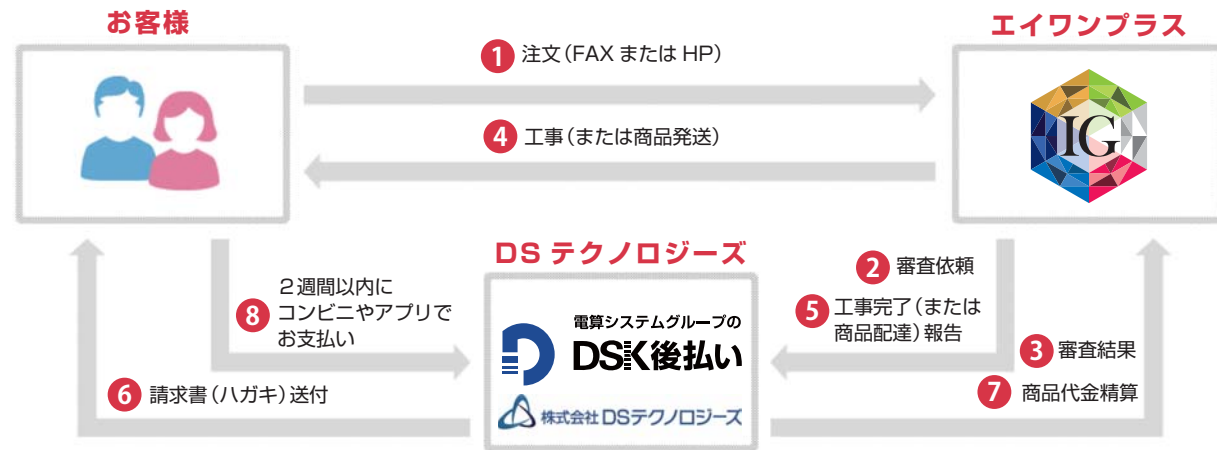 お客様
エイワンプラス
1 注文(FAX または HP)
IG
4 工事(または商品発送)
DS テクノロジーズ
2 審査依頼
8 2週間以内に
コンビニやアプリで
お支払い
5 工事完了(または
商品配達)報告
電算システムグループの
DSK後払い
3 審査結果
6 請求書(ハガキ)送付
7 商品代金精算
株式会社DSテクノロジーズ